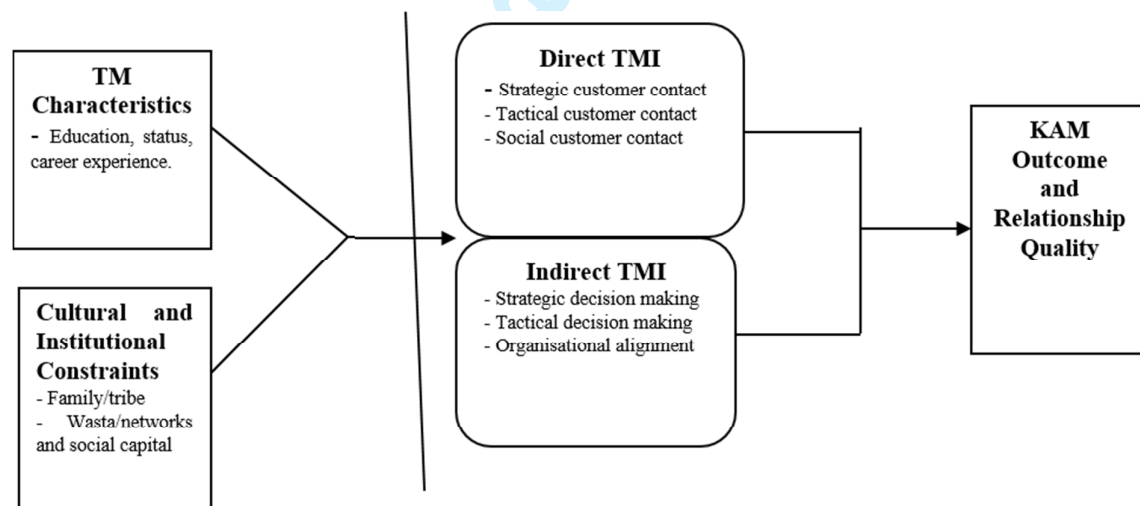 TM
Characteristics
- Education, status,
career experience.
Cultural and
Institutional
Constraints
- Family/tribe
- Wasta/networks
and social capital
Direct TMI
- Strategic customer contact
- Tactical customer contact
- Social customer contact
Indirect TMI
- Strategic decision making
- Tactical decision making
- Organisational alignment
KAM
Outcome
and
Relationship
Quality